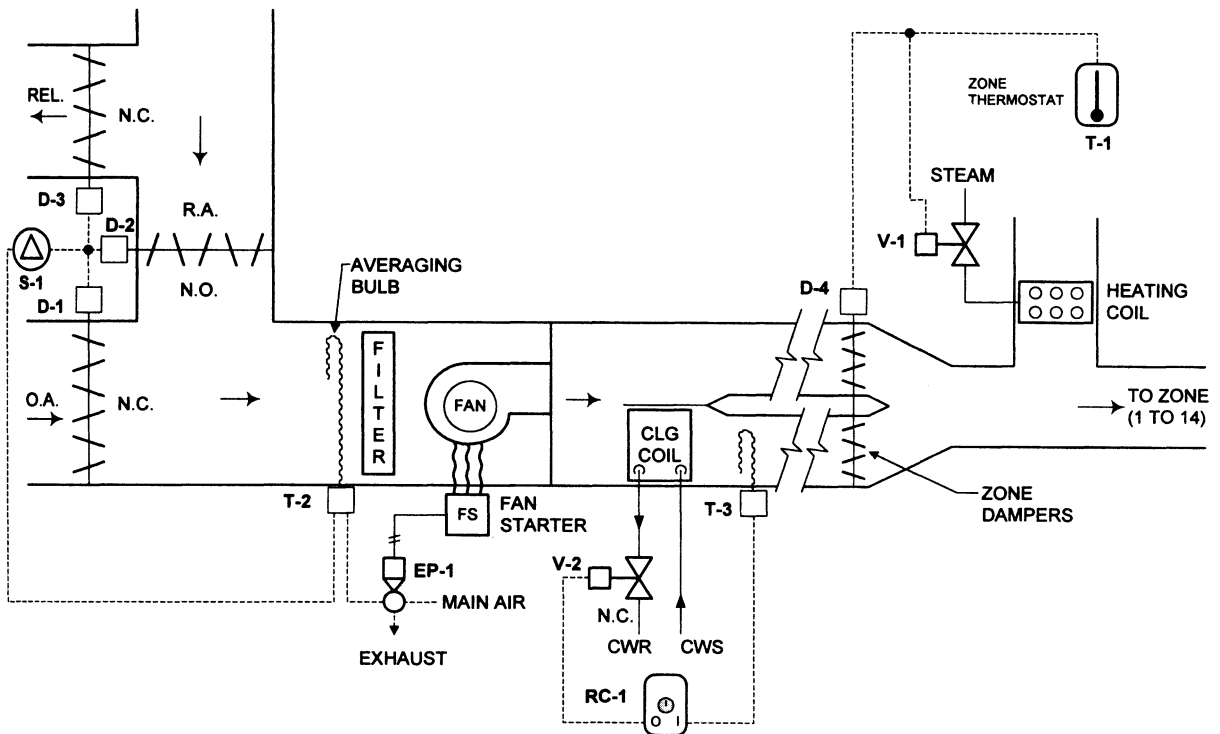 REL.
N.C.
D-3
D-2
R.A.
S-1
N.O.
D-1
O.A.
N.C.
AVERAGING
BULB
F
I
L
T
E
R
FAN
FS
FAN
STARTER
T-2
EP-1
MAIN AIR
EXHAUST
CLG
COIL
T-3
V-2
N.C.
CWR
CWS
RC-1
O I
ZONE
THERMOSTAT
T-1
STEAM
V-1
D-4
HEATING
COIL
TO ZONE
(1 TO 14)
ZONE
DAMPERS